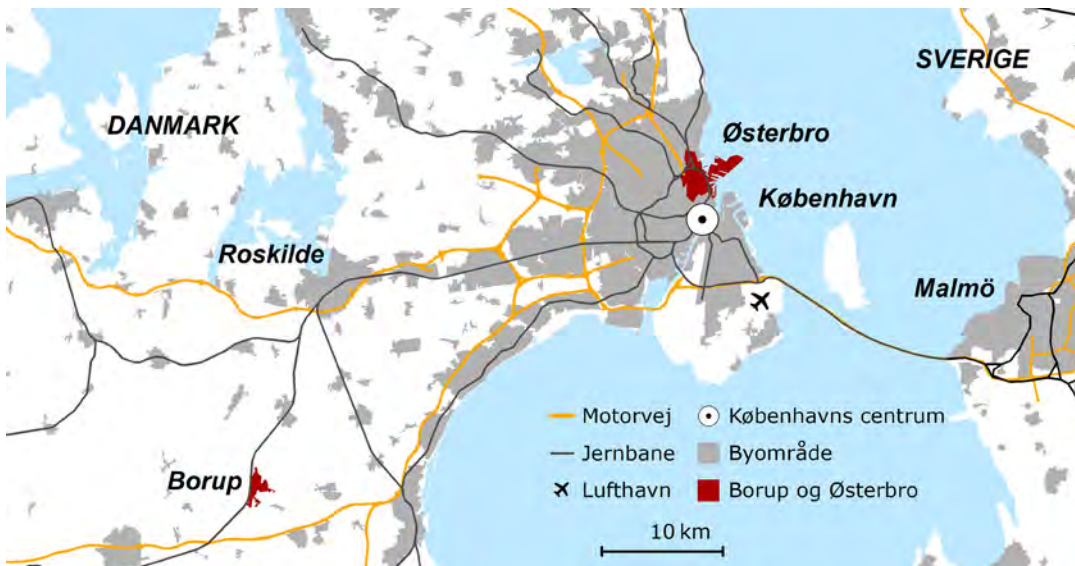 SVERIGE
DANMARK
Østerbro
København
Roskilde
Malmö
Borup
Motorvej
Københavns centrum
Jernbane
Byområde
Lufthavn
Borup og Østerbro
10 km